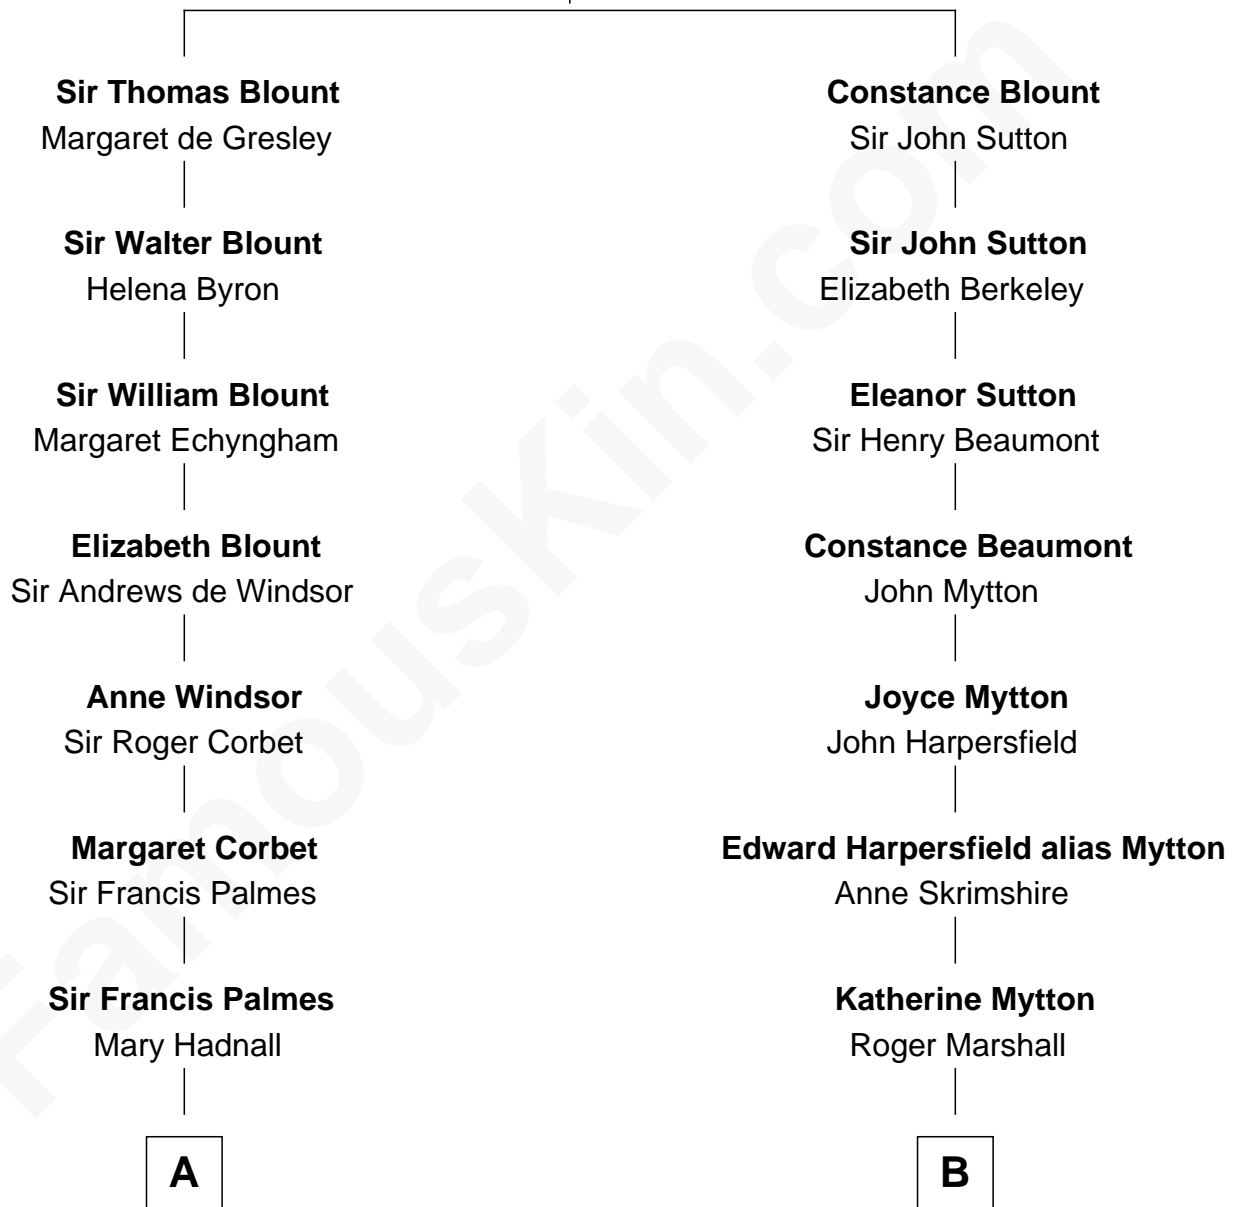 Sir Thomas Blount
Margaret de Gresley
Sir Walter Blount
Helena Byron
Sir William Blount
Margaret Echyngham
Elizabeth Blount
Sir Andrews de Windsor
Anne Windsor
Sir Roger Corbet
Margaret Corbet
Sir Francis Palmes
Sir Francis Palmes
Mary Hadnall
A
Constance Blount
Sir John Sutton
Sir John Sutton
Elizabeth Berkeley
Eleanor Sutton
Sir Henry Beaumont
Constance Beaumont
John Mytton
Joyce Mytton
John Harpersfield
Edward Harpersfield alias Mytton
Anne Skrimshire
Katherine Mytton
Roger Marshall
B
FamousKin.com